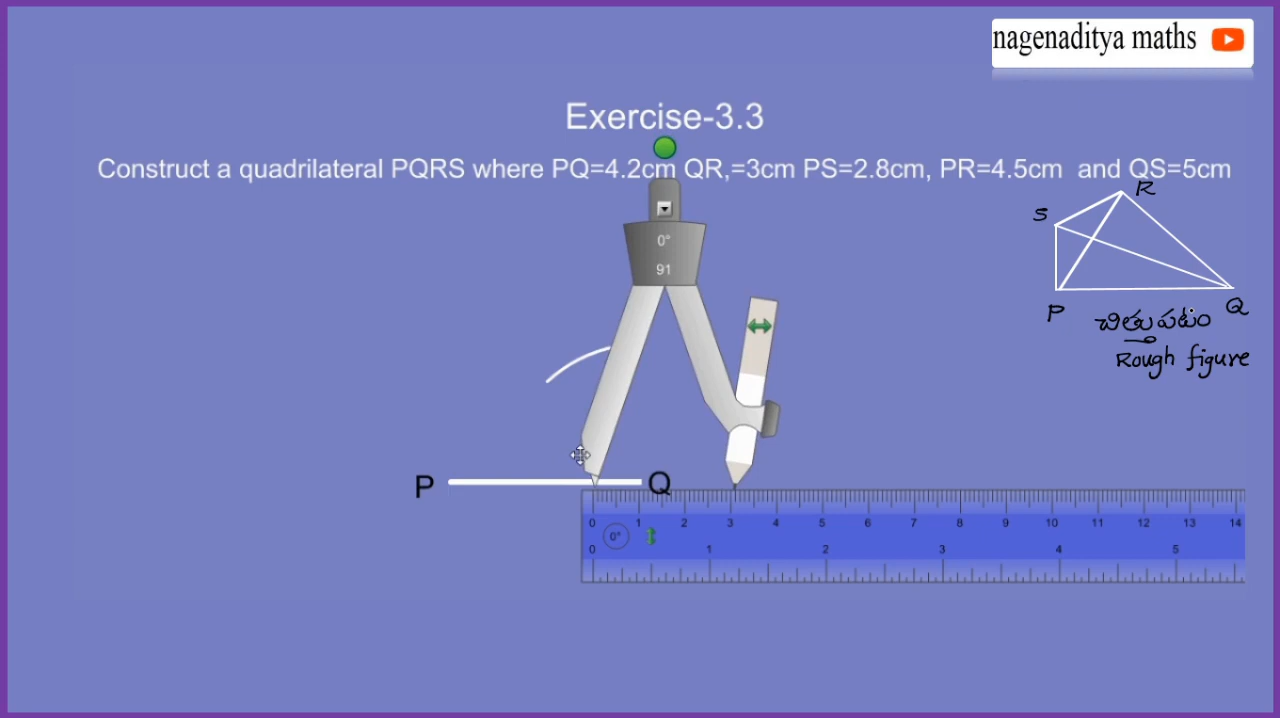 nagenaditya maths
Exercise-3.3
Construct a quadrilateral PQRS where PQ=4.2cm QR,=3cm PS=2.8cm, PR=4.5cm and QS=5cm
R
S
0°
91
P Q
చిత్తుపటం
Rough figure
P Q
0 1 2 3 4 5 6 7 8 9 10 11 12 13 14
0°
0 1 2 3 4 5